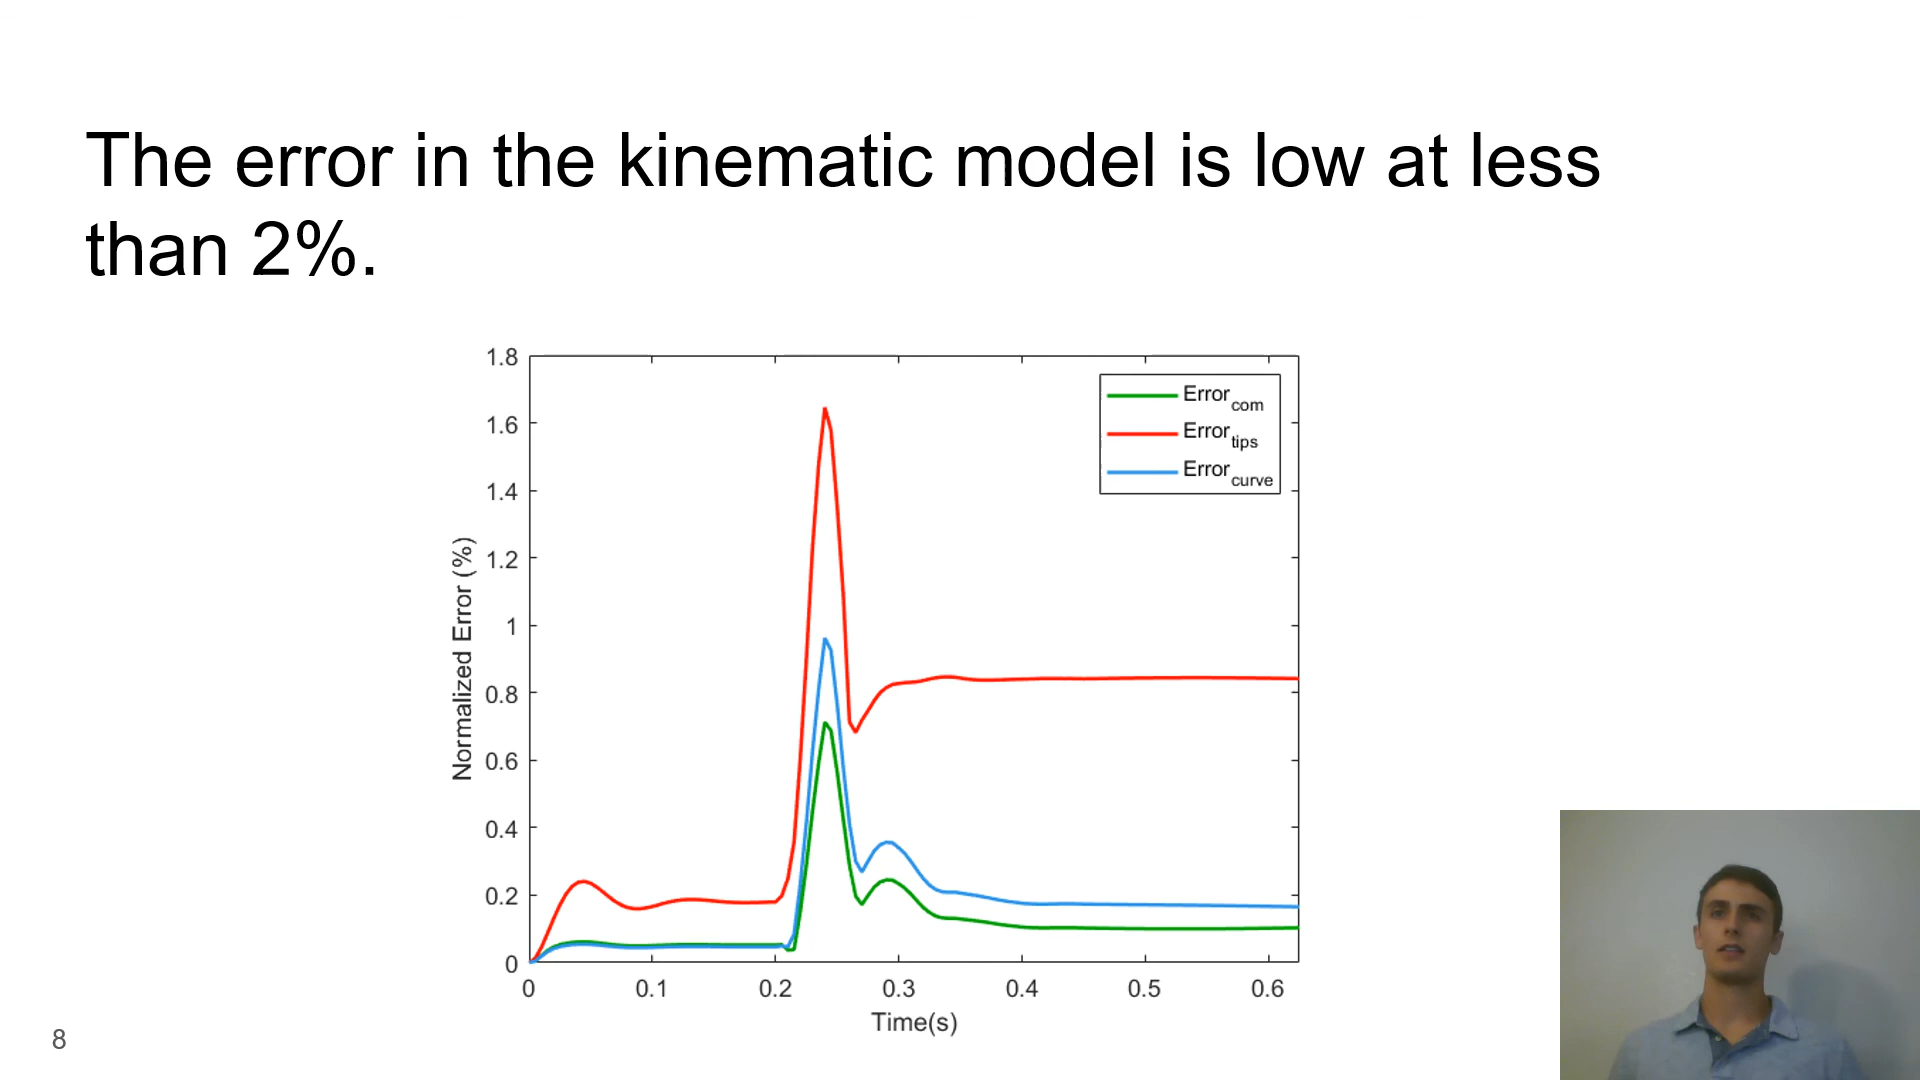 The error in the kinematic model is low at less
than 2%.
1.8
1.6
1.4
1.2
1
0.8
0.6
0.4
0.2
0
Normalized Error (%)
Error com
Error tips
Error curve
0 0.1 0.2 0.3 0.4 0.5 0.6
Time(s)
8